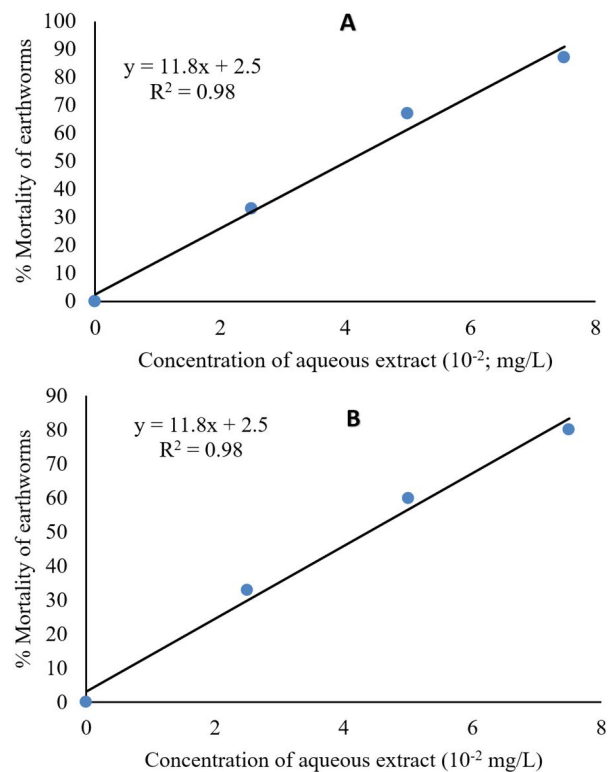 A
100
90
80
70
60
50
40
30
20
10
0
% Mortality of earthworms
y = 11.8x + 2.5
R² = 0.98
0 2 4 6 8
Concentration of aqueous extract (10⁻²; mg/L)
B
90
80
70
60
50
40
30
20
10
0
% Mortality of earthworms
y = 11.8x + 2.5
R² = 0.98
0 2 4 6 8
Concentration of aqueous extract (10⁻² mg/L)